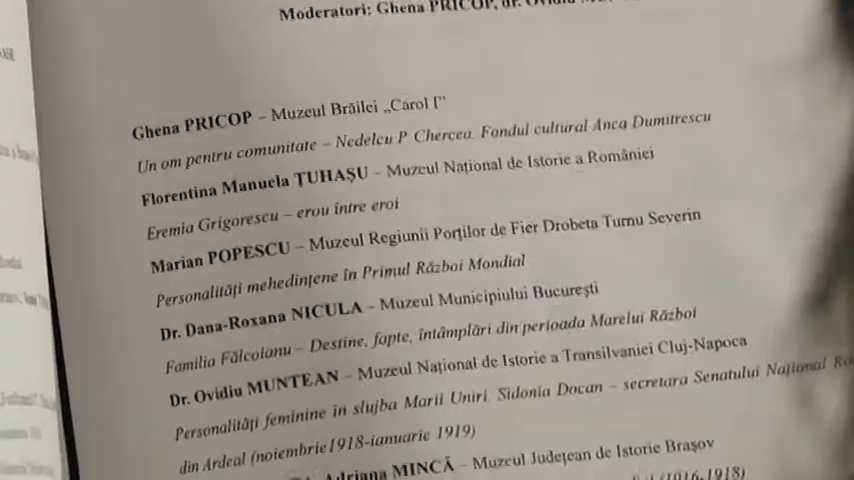 Moderatori: Ghena PRICOP, dr. Ovidiu
Ghena PRICOP – Muzeul Brăilei „Carol I”
Un om pentru comunitate – Nedelcu P. Chercea. Fondul cultural Anca Dumitrescu
Florentina Manuela ȚUHAȘU – Muzeul Național de Istorie a României
Eremia Grigorescu – erou între eroi
Marian POPESCU – Muzeul Regiunii Porților de Fier Drobeta Turnu Severin
Personalități mehedințene în Primul Război Mondial
Dr. Dana-Roxana NICULA – Muzeul Municipiului București
Familia Fălcoianu – Destine, fapte, întâmplări din perioada Marelui Război
Dr. Ovidiu MUNTEAN – Muzeul Național de Istorie a Transilvaniei Cluj-Napoca
Personalități feminine în slujba Marii Uniri. Sidonia Docan – secretara Senatului Național
din Ardeal (noiembrie1918-ianuarie 1919)
Adriana MINCĂ – Muzeul Județean de Istorie Brașov
(1916-1918)